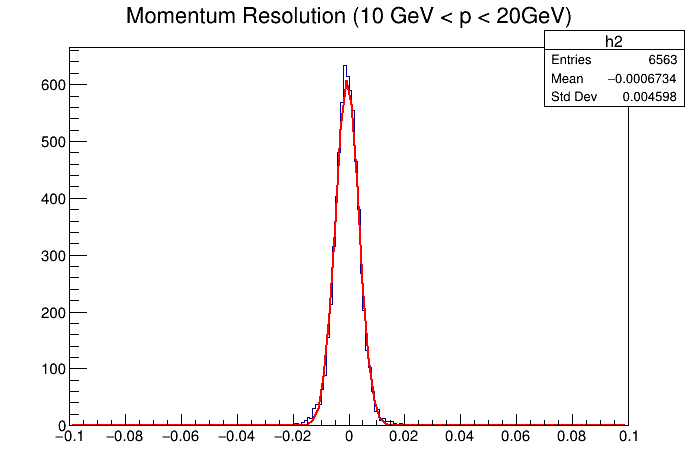 Momentum Resolution (10 GeV < p < 20GeV)
h2
Entries 6563
Mean −0.0006734
Std Dev 0.004598
600
500
400
300
200
100
0
−0.1 −0.08 −0.06 −0.04 −0.02 0 0.02 0.04 0.06 0.08 0.1